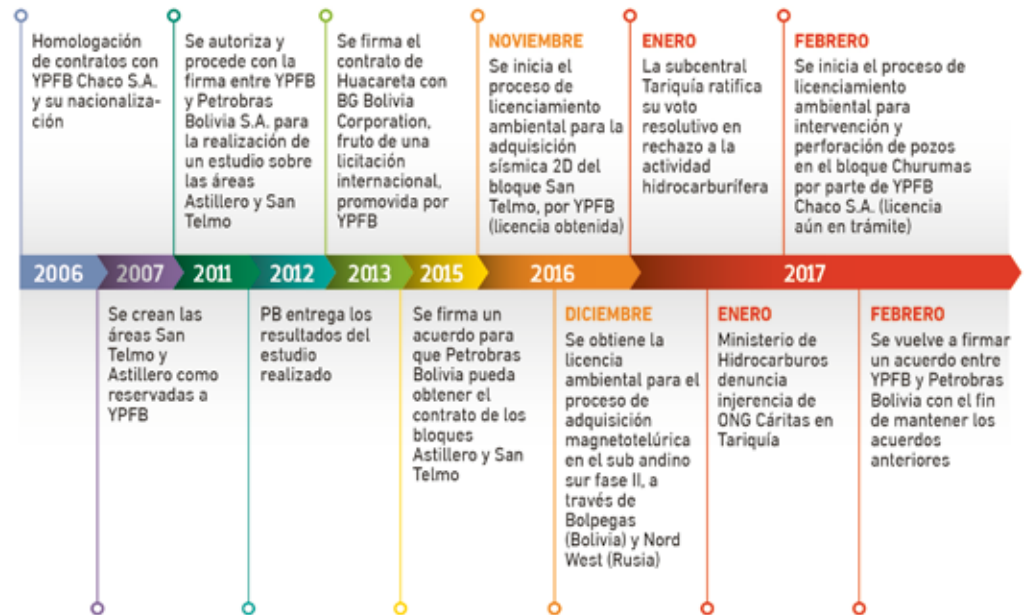 Homologación
de contratos con
YPFB Chaco S.A.
y su nacionaliza-
ción
Se autoriza y
procede con la
firma entre YPFB
y Petrobras
Bolivia S.A. para
la realización de
un estudio sobre
las áreas
Astillero y San
Telmo
Se firma el
contrato de
Huacareta con
BG Bolivia
Corporation,
fruto de una
licitación
internacional,
promovida por
YPFB
NOVIEMBRE
Se inicia el
proceso de
licenciamiento
ambiental para la
adquisición
sísmica 2D del
bloque San
Telmo, por YPFB
(licencia obtenida)
ENERO
La subcentral
Tariquía ratifica
su voto
resolutivo en
rechazo a la
actividad
hidrocarburífera
FEBRERO
Se inicia el proceso de
licenciamiento
ambiental para
intervención y
perforación de pozos
en el bloque Churumas
por parte de YPFB
Chaco S.A. (licencia
aún en trámite)
2006 2007 2011 2012 2013 2015 2016 2017
Se crean las
áreas San
Telmo y
Astillero como
reservadas a
YPFB
PB entrega los
resultados del
estudio
realizado
Se firma un
acuerdo para
que Petrobras
Bolivia pueda
obtener el
contrato de los
bloques
Astillero y San
Telmo
DICIEMBRE
Se obtiene la
licencia
ambiental para el
proceso de
adquisición
magnetotelúrica
en el sub andino
sur fase II, a
través de
Bolpegas
(Bolivia) y Nord
West (Rusia)
ENERO
Ministerio de
Hidrocarburos
denuncia
injerencia de
ONG Cáritas en
Tariquía
FEBRERO
Se vuelve a firmar
un acuerdo entre
YPFB y Petrobras
Bolivia con el fin
de mantener los
acuerdos
anteriores